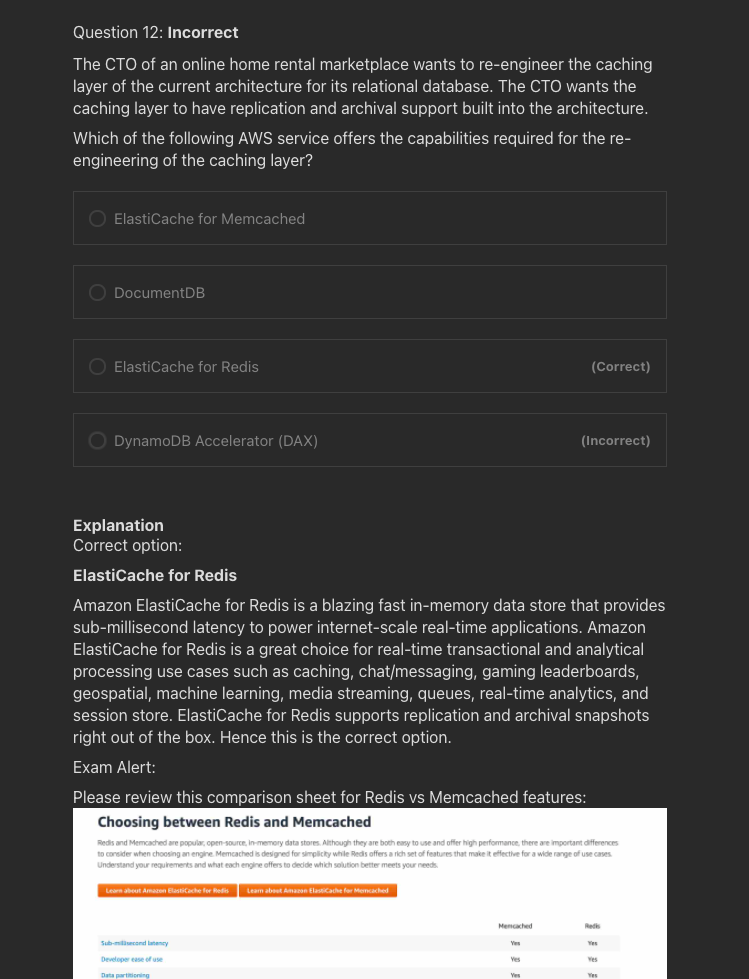 Question 12: Incorrect
The CTO of an online home rental marketplace wants to re-engineer the caching
layer of the current architecture for its relational database. The CTO wants the
caching layer to have replication and archival support built into the architecture.
Which of the following AWS service offers the capabilities required for the re-
engineering of the caching layer?
ElastiCache for Memcached
DocumentDB
ElastiCache for Redis (Correct)
DynamoDB Accelerator (DAX) (Incorrect)
Explanation
Correct option:
ElastiCache for Redis
Amazon ElastiCache for Redis is a blazing fast in-memory data store that provides
sub-millisecond latency to power internet-scale real-time applications. Amazon
ElastiCache for Redis is a great choice for real-time transactional and analytical
processing use cases such as caching, chat/messaging, gaming leaderboards,
geospatial, machine learning, media streaming, queues, real-time analytics, and
session store. ElastiCache for Redis supports replication and archival snapshots
right out of the box. Hence this is the correct option.
Exam Alert:
Please review this comparison sheet for Redis vs Memcached features:
Choosing between Redis and Memcached
Redis and Memcached are popular, open-source, in-memory data stores. Although they are both easy to use and offer high performance, there are important differences
to consider when choosing an engine. Memcached is designed for simplicity while Redis offers a rich set of features that make it effective for a wide range of use cases.
Understand your requirements and what each engine offers to decide which solution better meets your needs.
Learn about Amazon ElastiCache for Redis Learn about Amazon ElastiCache for Memcached
Memcached Redis
Sub-millisecond latency Yes Yes
Developer ease of use Yes Yes
Data partitioning Yes Yes